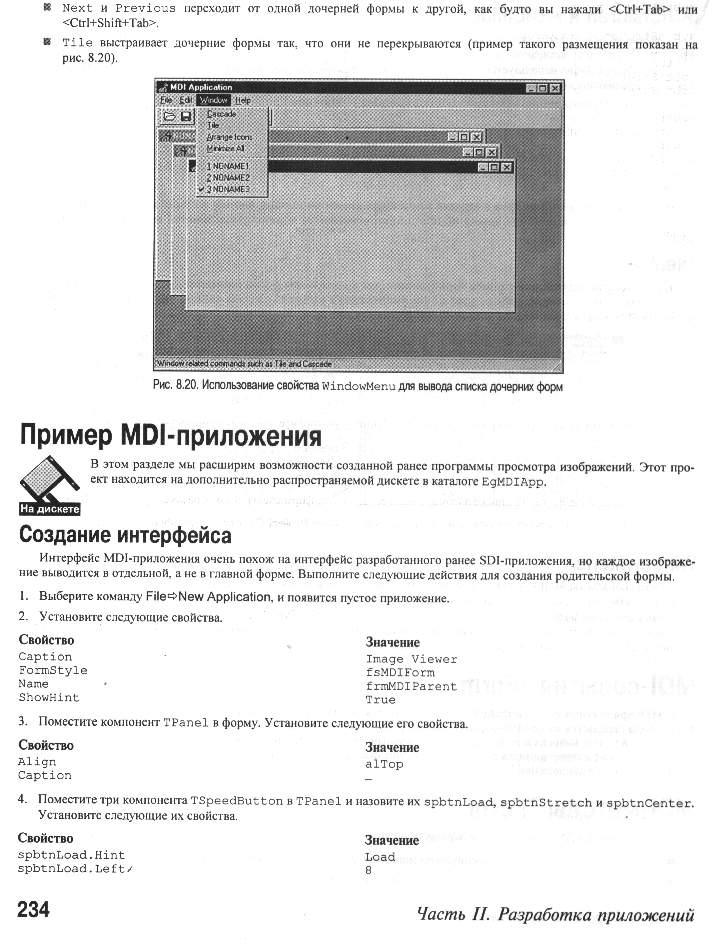 Next и Previous переходит от одной дочерней формы к другой, как будто вы нажали <Ctrl+Tab> или
<Ctrl+Shift+Tab>.
Tile выстраивает дочерние формы так, что они не перекрываются (пример такого размещения показан на
рис. 8.20).
MDI Application
File Edit Window Help
Cascade
Tile
Arrange Icons
Minimize All
1 NONAME1
2 NONAME2
3 NONAME3
Window related commands such as Tile and Cascade
Рис. 8.20. Использование свойства WindowMenu для вывода списка дочерних форм
Пример MDI-приложения
В этом разделе мы расширим возможности созданной ранее программы просмотра изображений. Этот про-
ект находится на дополнительно распространяемой дискете в каталоге EgMDIApp.
На дискете
Создание интерфейса
Интерфейс MDI-приложения очень похож на интерфейс разработанного ранее SDI-приложения, но каждое изображе-
ние выводится в отдельной, а не в главной форме. Выполните следующие действия для создания родительской формы.
1. Выберите команду File⇨New Application, и появится пустое приложение.
2. Установите следующие свойства.
Свойство Значение
Caption Image Viewer
FormStyle fsMDIForm
Name frmMDIParent
ShowHint True
3. Поместите компонент TPanel в форму. Установите следующие его свойства.
Свойство Значение
Align alTop
Caption –
4. Поместите три компонента TSpeedButton в TPanel и назовите их spbtnLoad, spbtnStretch и spbtnCenter.
Установите следующие их свойства.
Свойство Значение
spbtnLoad.Hint Load
spbtnLoad.Left 8
234 Часть II. Разработка приложений